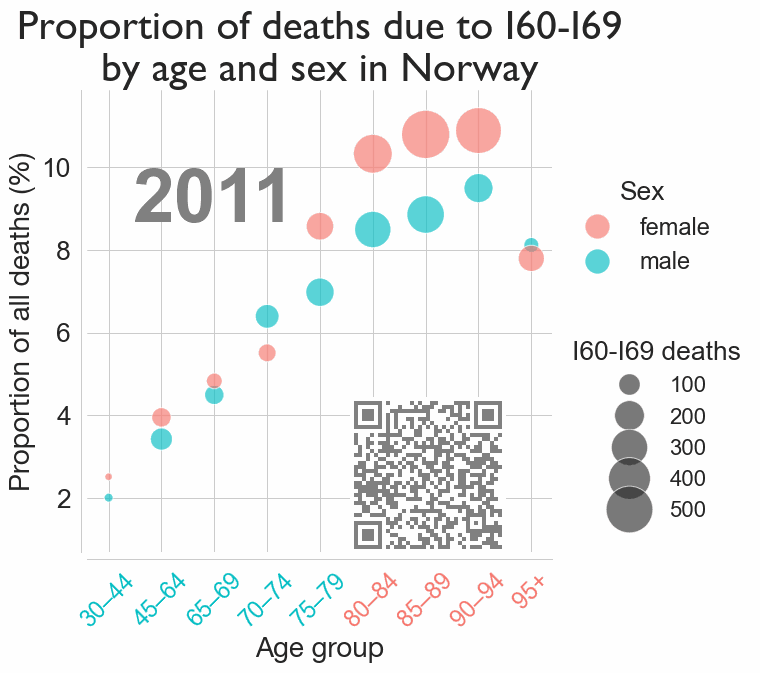 Proportion of deaths due to I60-I69
by age and sex in Norway
Proportion of all deaths (%)
10
8
6
4
2
2011
30–44
45–64
65–69
70–74
75–79
80–84
85–89
90–94
95+
Age group
Sex
female
male
I60-I69 deaths
100
200
300
400
500